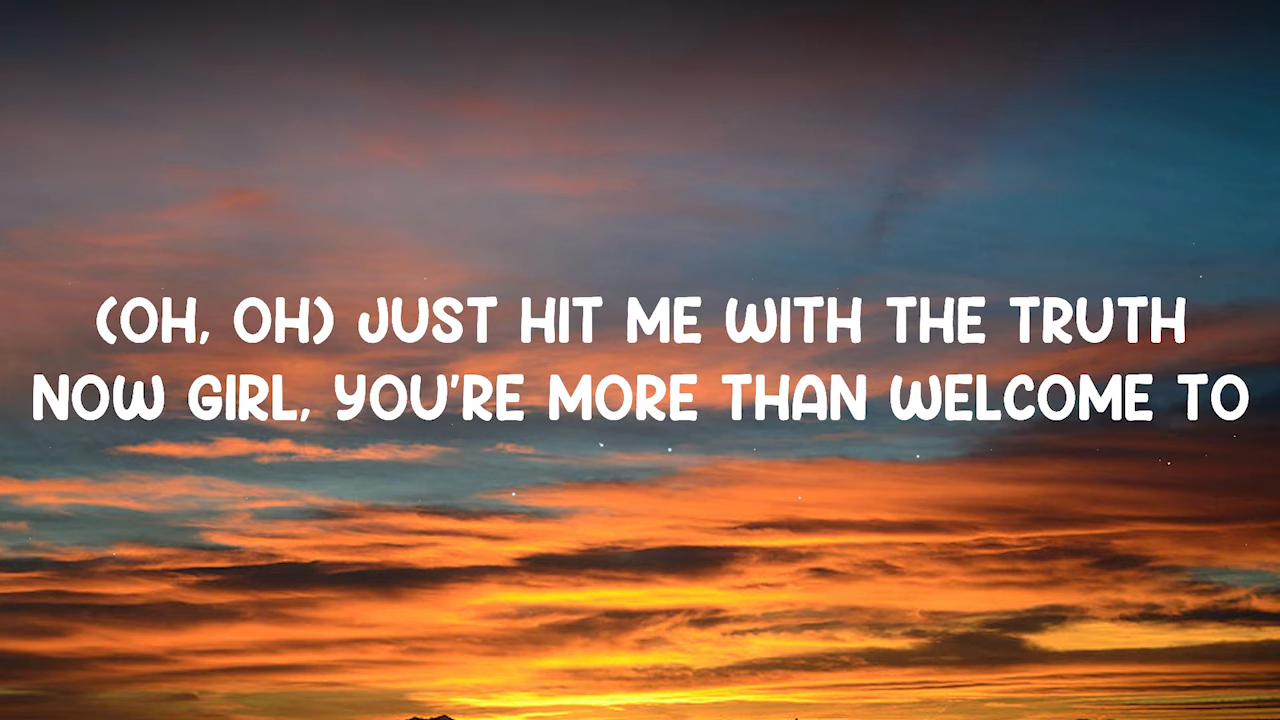 (OH, OH) JUST HIT ME WITH THE TRUTH
NOW GIRL, YOU'RE MORE THAN WELCOME TO